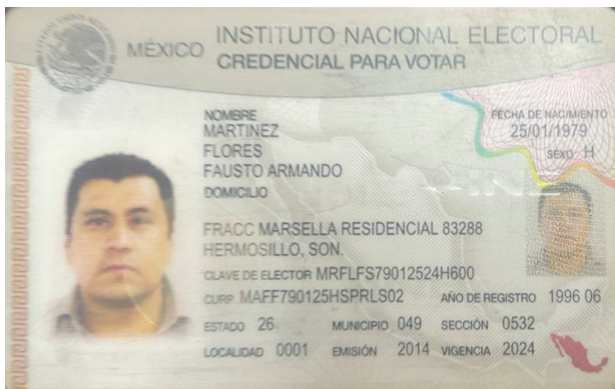 MÉXICO
INSTITUTO NACIONAL ELECTORAL
CREDENCIAL PARA VOTAR
NOMBRE
MARTINEZ
FLORES
FAUSTO ARMANDO
FECHA DE NACIMIENTO
25/01/1979
SEXO H
DOMICILIO
FRACC MARSELLA RESIDENCIAL 83288
HERMOSILLO, SON.
CLAVE DE ELECTOR MRFLFS79012524H600
CURP MAFF790125HSPRLS02 AÑO DE REGISTRO 1996 06
ESTADO 26 MUNICIPIO 049 SECCIÓN 0532
LOCALIDAD 0001 EMISIÓN 2014 VIGENCIA 2024